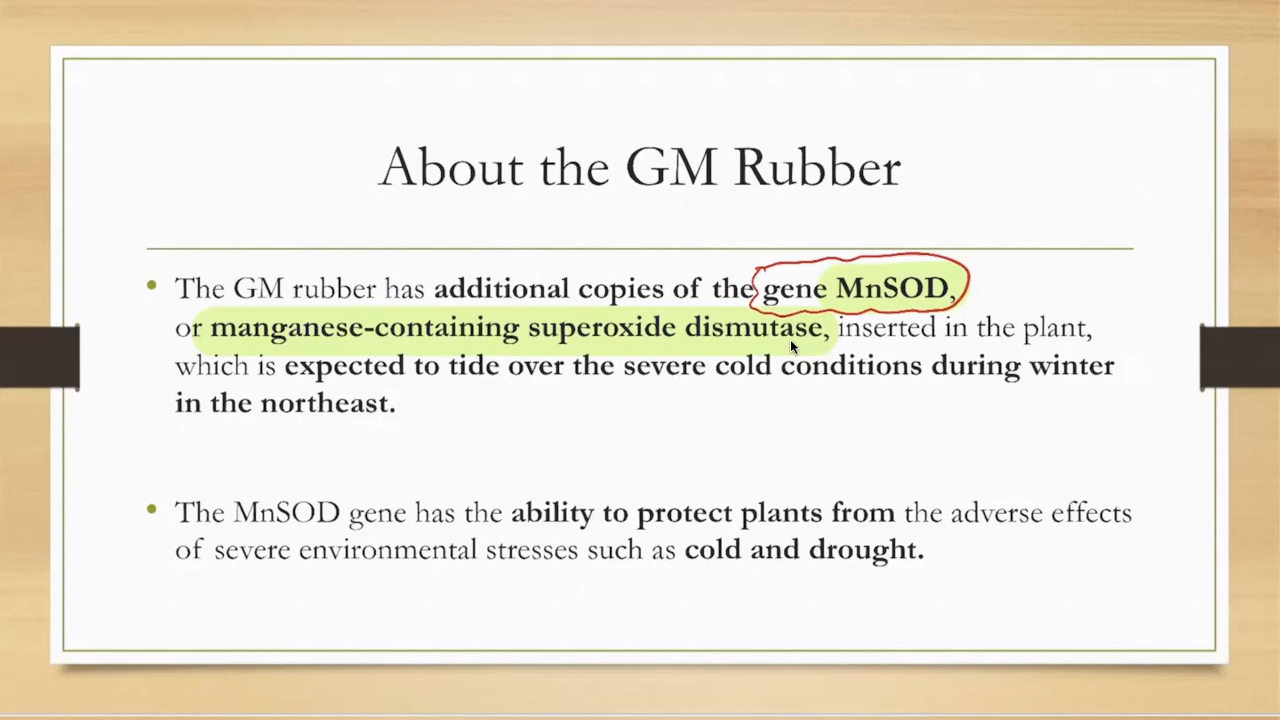 About the GM Rubber
• The GM rubber has additional copies of the gene MnSOD,
or manganese-containing superoxide dismutase, inserted in the plant,
which is expected to tide over the severe cold conditions during winter
in the northeast.
• The MnSOD gene has the ability to protect plants from the adverse effects
of severe environmental stresses such as cold and drought.